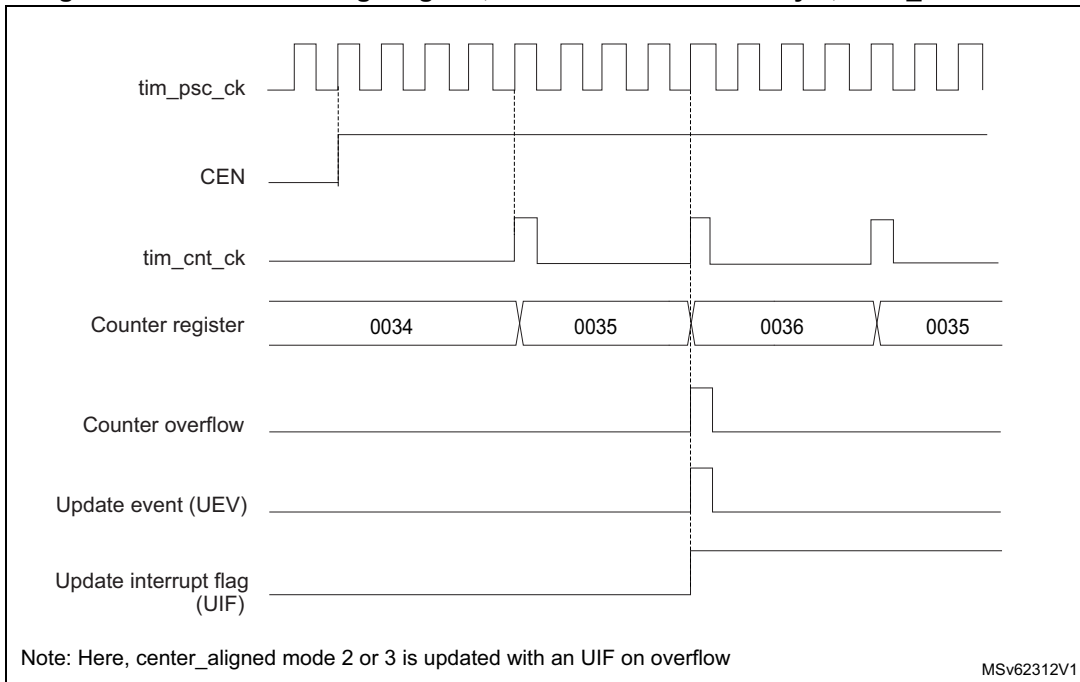 tim_psc_ck
CEN
tim_cnt_ck
Counter register 0034 0035 0036 0035
Counter overflow
Update event (UEV)
Update interrupt flag
(UIF)
Note: Here, center_aligned mode 2 or 3 is updated with an UIF on overflow
MSv62312V1